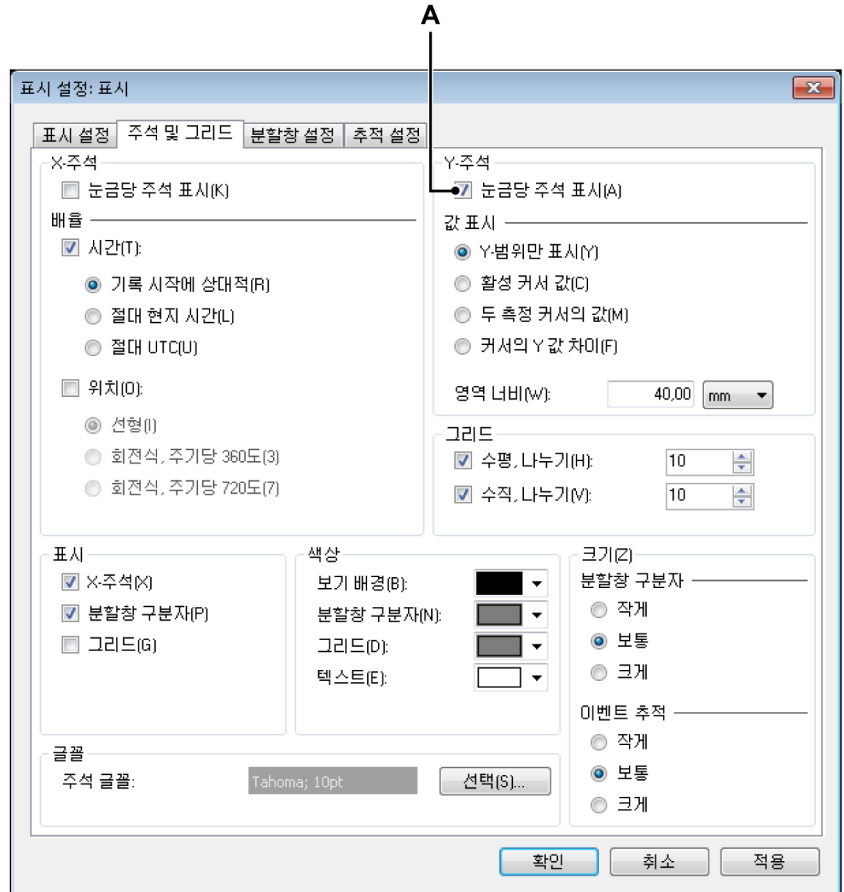 A
표시 설정: 표시
표시 설정 주석 및 그리드 분할창 설정 추적 설정
X-주석
눈금당 주석 표시(K)
배율
시간(T):
기록 시작에 상대적(R)
절대 현지 시간(L)
절대 UTC(U)
위치(O):
선형(I)
회전식, 주기당 360도(3)
회전식, 주기당 720도(7)
Y-주석
눈금당 주석 표시(A)
값 표시
Y-범위만 표시(Y)
활성 커서 값(C)
두 측정 커서의 값(M)
커서의 Y 값 차이(F)
영역 너비(W): 40,00 mm
그리드
수평, 나누기(H): 10
수직, 나누기(V): 10
표시
X-주석(X)
분할창 구분자(P)
그리드(G)
색상
보기 배경(B):
분할창 구분자(N):
그리드(D):
텍스트(E):
크기(Z)
분할창 구분자
작게
보통
크게
이벤트 추적
작게
보통
크게
글꼴
주석 글꼴: Tahoma; 10pt 선택(S)...
확인 취소 적용